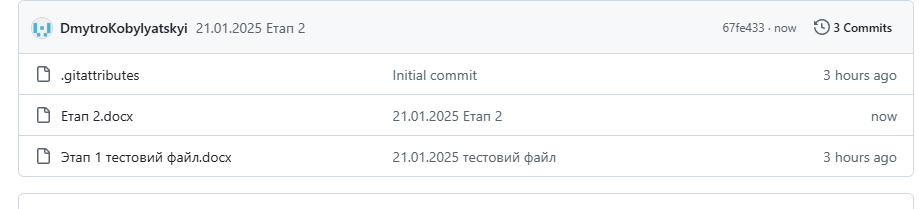 DmytroKobylyatskyi 21.01.2025 Етап 2 67fe433 · now 3 Commits
.gitattributes Initial commit 3 hours ago
Етап 2.docx 21.01.2025 Етап 2 now
Этап 1 тестовий файл.docx 21.01.2025 тестовий файл 3 hours ago